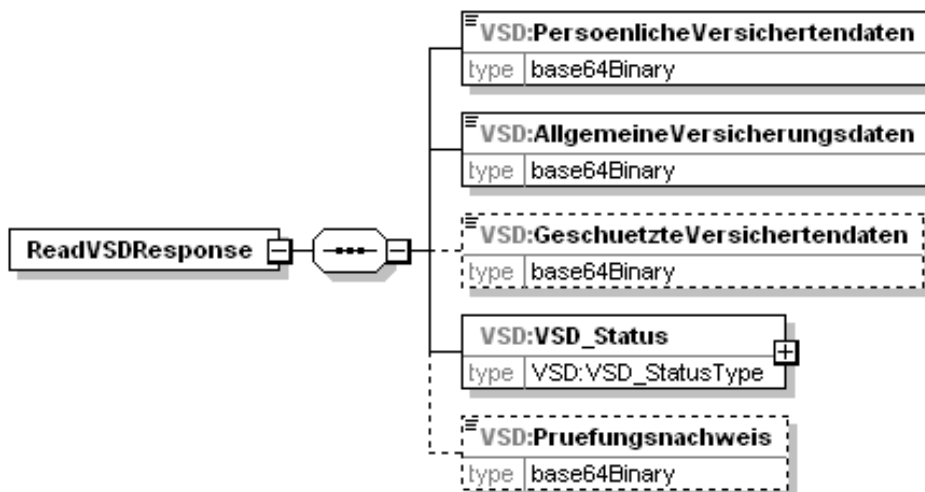 VSD:PersoenlicheVersichertendaten
type base64Binary
VSD:AllgemeineVersicherungsdaten
type base64Binary
ReadVSDResponse
VSD:GeschuetzteVersichertendaten
type base64Binary
VSD:VSD_Status
type VSD:VSD_StatusType
VSD:Pruefungsnachweis
type base64Binary